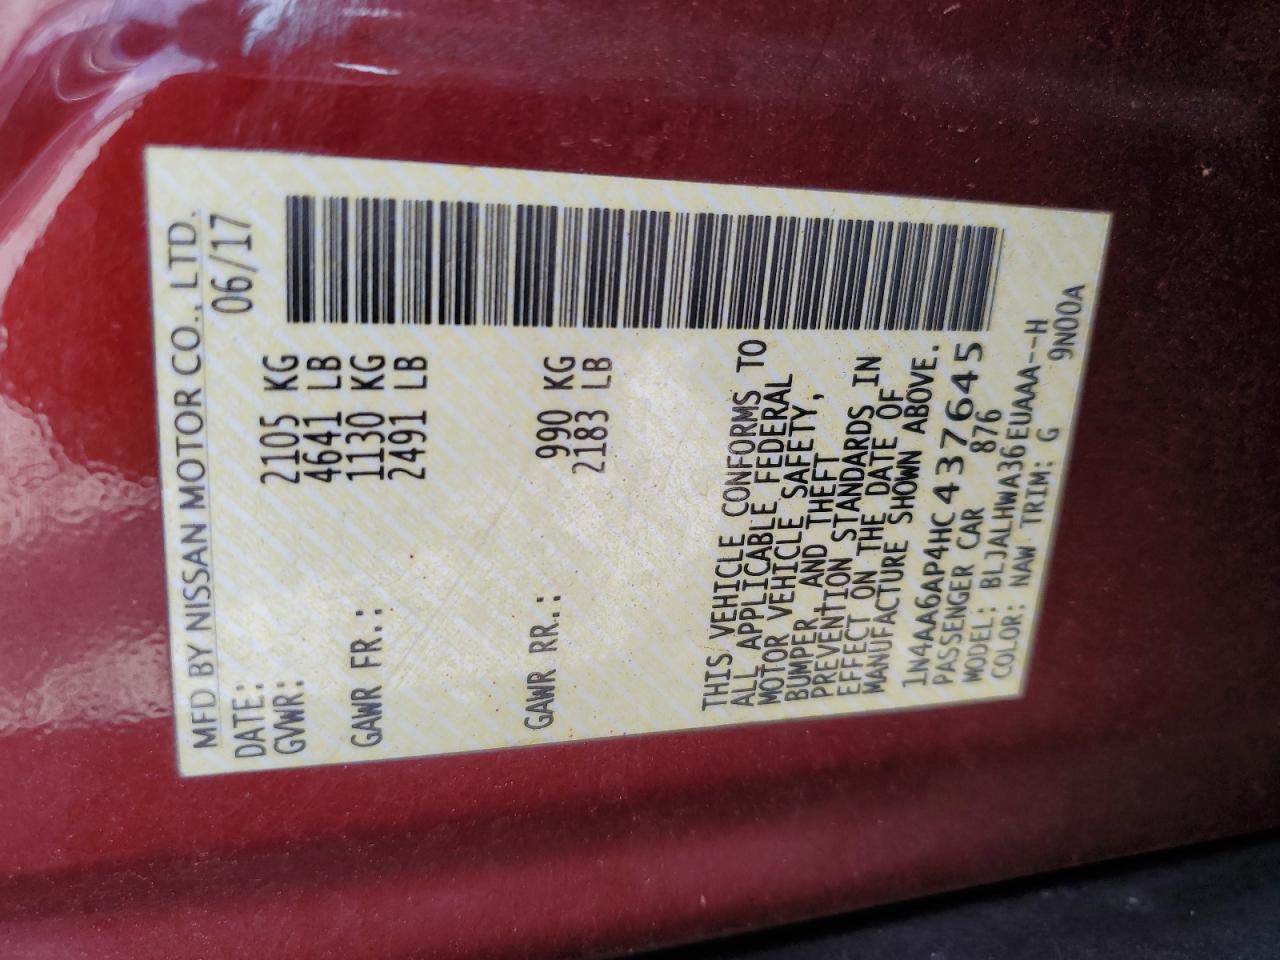 MFD BY NISSAN MOTOR CO., LTD.
DATE: 06/17
GVWR: 2105 KG
4641 LB
GAWR FR.: 1130 KG
2491 LB
GAWR RR.: 990 KG
2183 LB
THIS VEHICLE CONFORMS TO
ALL APPLICABLE FEDERAL
MOTOR VEHICLE SAFETY,
BUMPER AND THEFT
PREVENTION STANDARDS IN
EFFECT ON THE DATE OF
MANUFACTURE SHOWN ABOVE.
1N4AA6AP4HC437645
PASSENGER CAR 876
MODEL: BLJALHWA36EUAAA--H
COLOR: NAW TRIM: G 9N00A